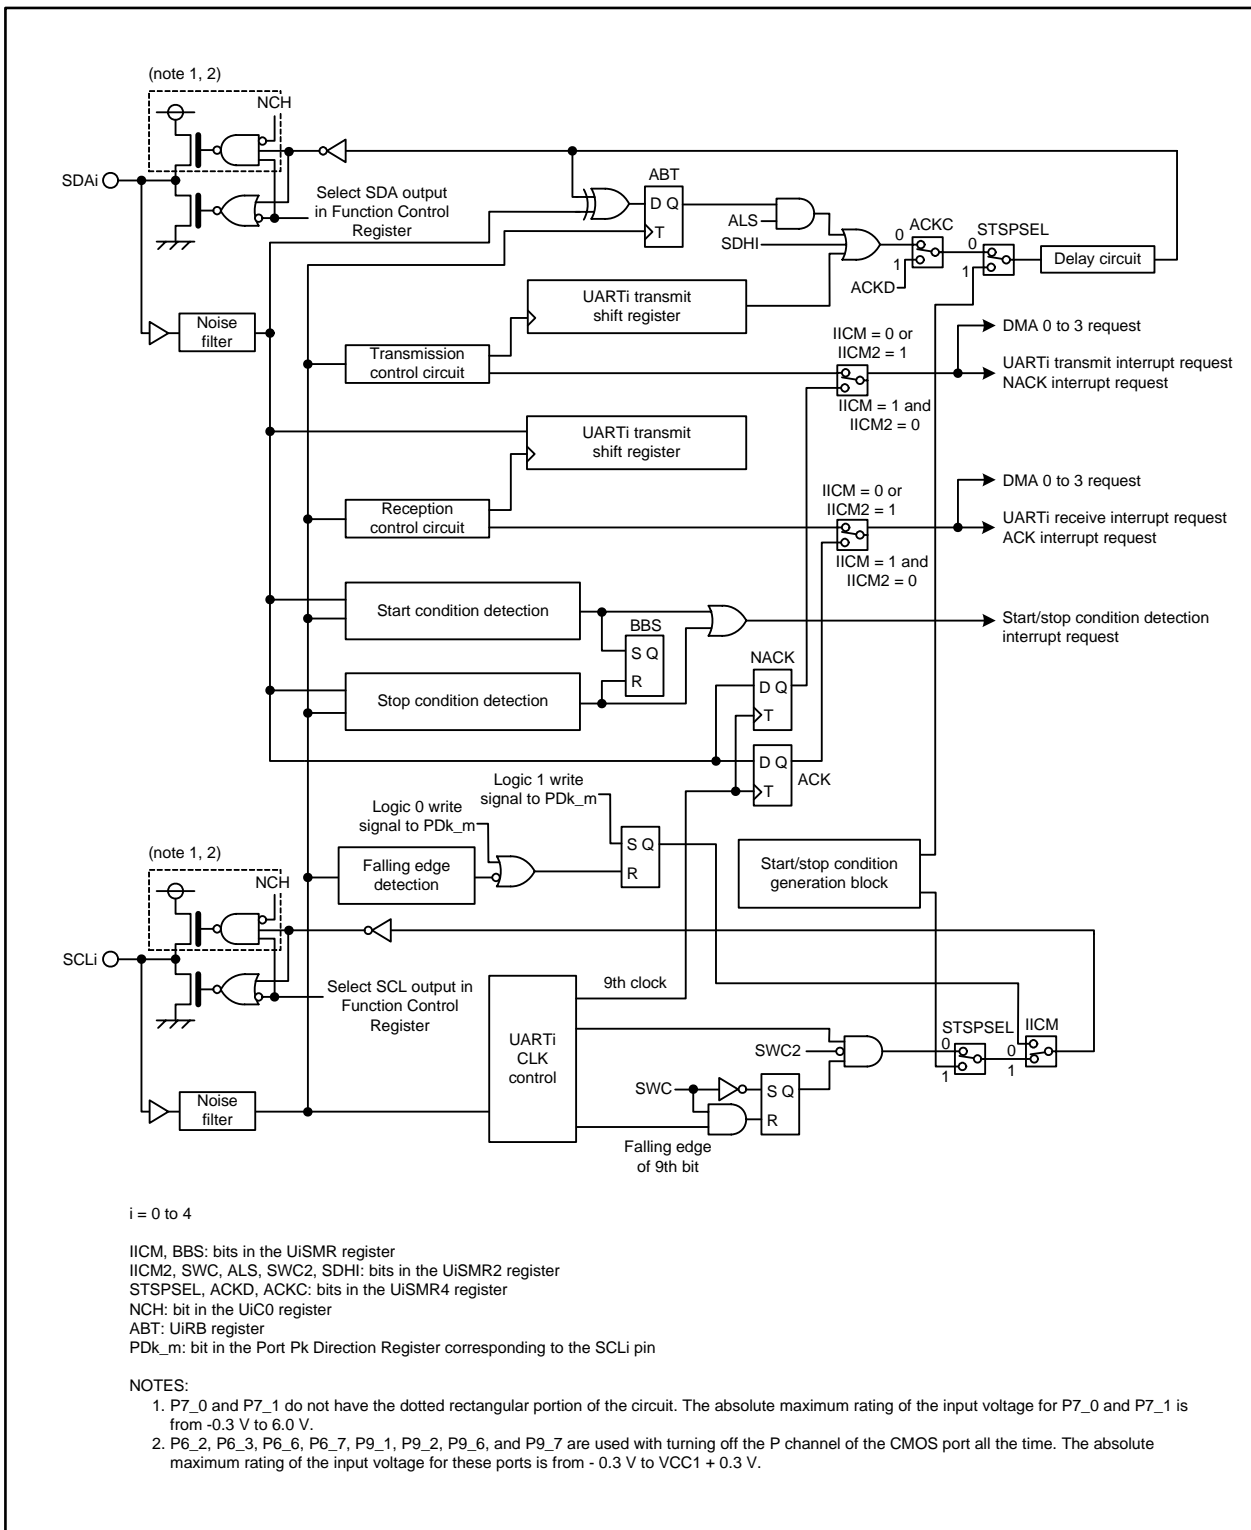 (note 1, 2)
NCH
SDAi
Select SDA output
in Function Control
Register
ABT
D Q
T
ALS
SDHI
ACKC
0
1
ACKD
STSPSEL
0
1
Delay circuit
Noise
filter
UARTi transmit
shift register
Transmission
control circuit
IICM = 0 or
IICM2 = 1
IICM = 1 and
IICM2 = 0
DMA 0 to 3 request
UARTi transmit interrupt request
NACK interrupt request
UARTi transmit
shift register
Reception
control circuit
IICM = 0 or
IICM2 = 1
IICM = 1 and
IICM2 = 0
DMA 0 to 3 request
UARTi receive interrupt request
ACK interrupt request
Start condition detection
BBS
S Q
R
Start/stop condition detection
interrupt request
Stop condition detection
NACK
D Q
T
D Q
T
ACK
Logic 1 write
signal to PDk_m
Logic 0 write
signal to PDk_m
S Q
R
Falling edge
detection
Start/stop condition
generation block
(note 1, 2)
NCH
SCLi
Select SCL output in
Function Control
Register
9th clock
UARTi
CLK
control
SWC2
SWC
S Q
R
Falling edge
of 9th bit
STSPSEL
0
1
IICM
0
1
Noise
filter
i = 0 to 4
IICM, BBS: bits in the UiSMR register
IICM2, SWC, ALS, SWC2, SDHI: bits in the UiSMR2 register
STSPSEL, ACKD, ACKC: bits in the UiSMR4 register
NCH: bit in the UiC0 register
ABT: UiRB register
PDk_m: bit in the Port Pk Direction Register corresponding to the SCLi pin
NOTES:
1. P7_0 and P7_1 do not have the dotted rectangular portion of the circuit. The absolute maximum rating of the input voltage for P7_0 and P7_1 is
from -0.3 V to 6.0 V.
2. P6_2, P6_3, P6_6, P6_7, P9_1, P9_2, P9_6, and P9_7 are used with turning off the P channel of the CMOS port all the time. The absolute
maximum rating of the input voltage for these ports is from - 0.3 V to VCC1 + 0.3 V.